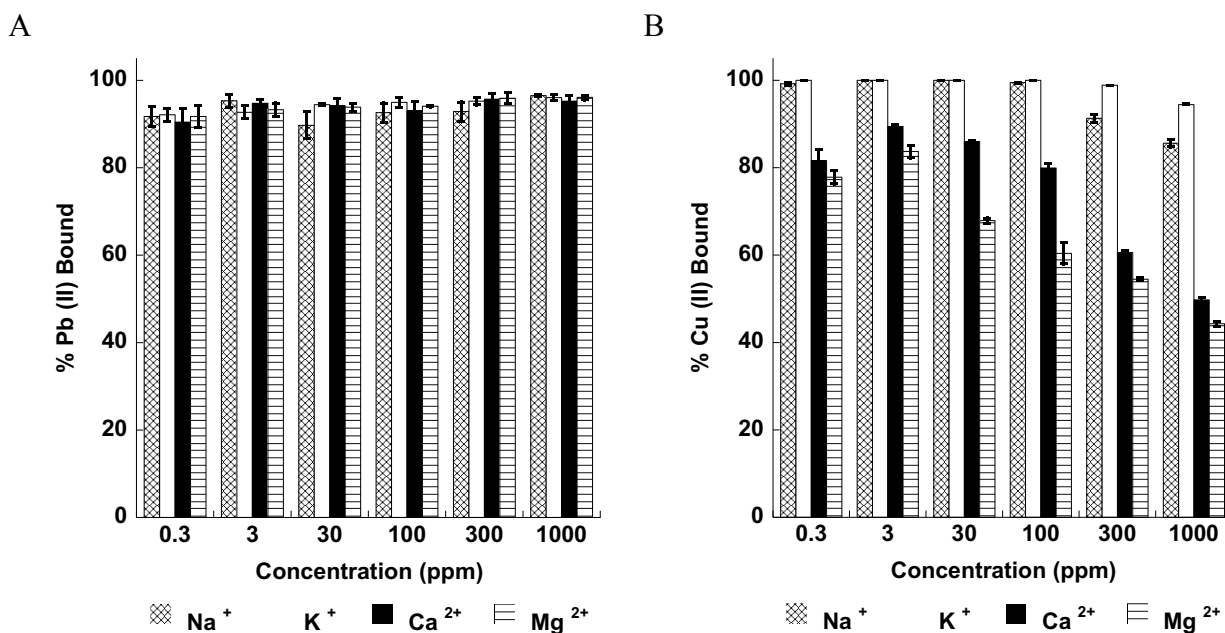 A
% Pb (II) Bound
100
80
60
40
20
0
0.3 3 30 100 300 1000
Concentration (ppm)
Na + K + Ca 2+ Mg 2+
B
% Cu (II) Bound
100
80
60
40
20
0
0.3 3 30 100 300 1000
Concentration (ppm)
Na + K + Ca 2+ Mg 2+